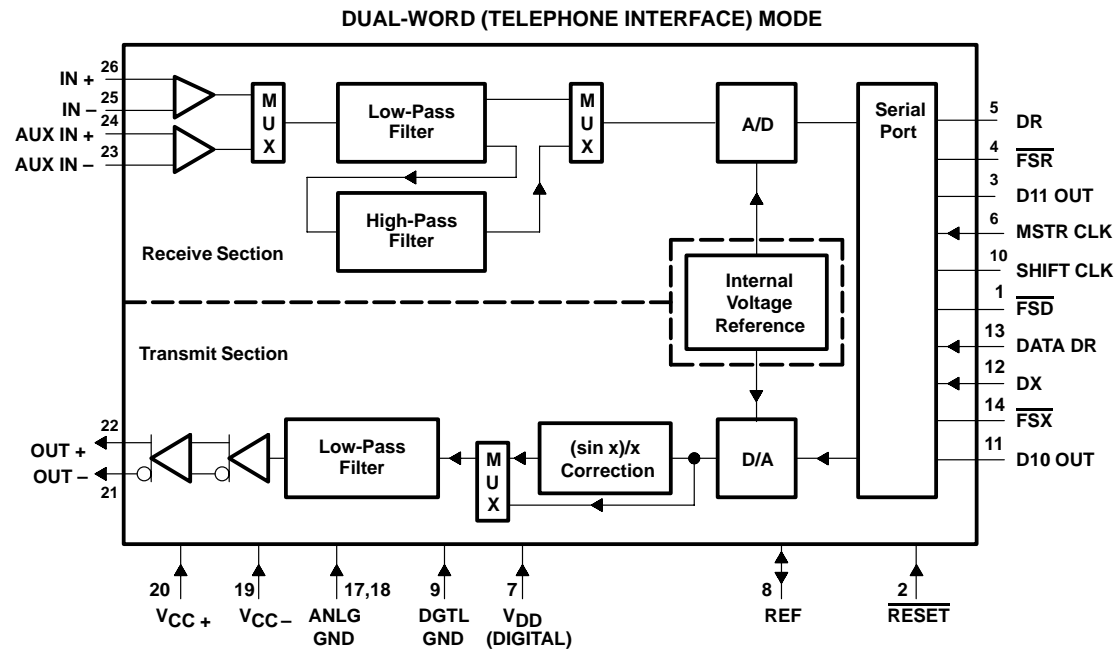 DUAL-WORD (TELEPHONE INTERFACE) MODE
IN +
26
IN –
25
AUX IN +
24
AUX IN –
23
M
U
X
Low-Pass
Filter
High-Pass
Filter
M
U
X
A/D
Serial
Port
Receive Section
Internal
Voltage
Reference
Transmit Section
5
DR
4
FSR
3
D11 OUT
6
MSTR CLK
10
SHIFT CLK
1
FSD
13
DATA DR
12
DX
14
FSX
11
D10 OUT
OUT +
22
OUT –
21
Low-Pass
Filter
M
U
X
(sin x)/x
Correction
D/A
20
VCC +
19
VCC –
17,18
ANLG
GND
9
DGTL
GND
7
VDD
(DIGITAL)
8
REF
2
RESET